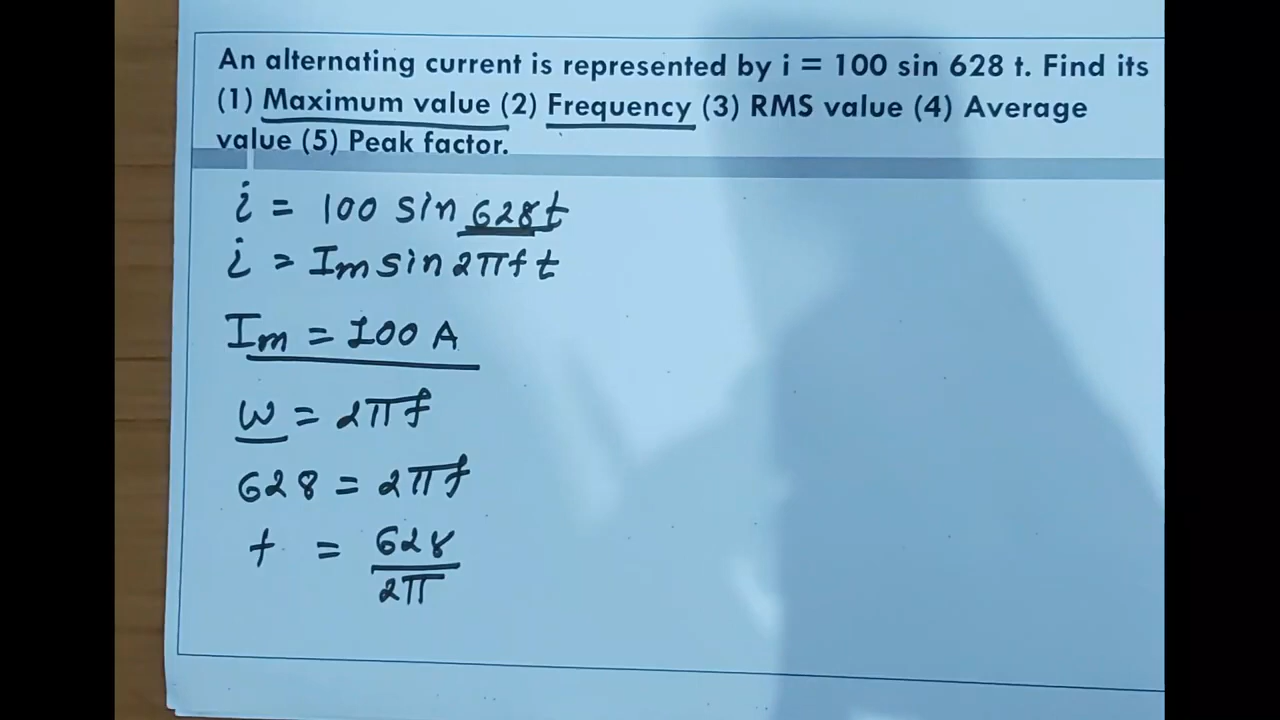 An alternating current is represented by i = 100 sin 628 t. Find its
(1) Maximum value (2) Frequency (3) RMS value (4) Average
value (5) Peak factor.
i = 100 sin 628t
i = Im sin 2πft
Im = 100 A
w = 2πf
628 = 2πf
f = 628
2π